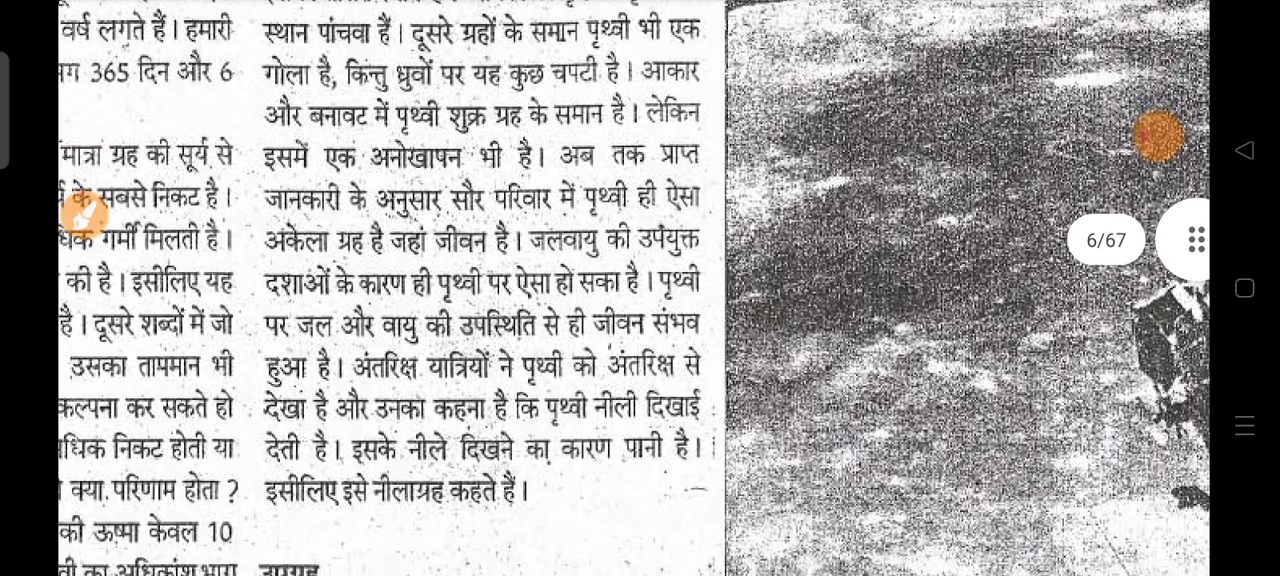 वर्ष लगते हैं। हमारी
365 दिन और 6
मात्रा ग्रह की सूर्य से
के सबसे निकट है।
गर्मी मिलती है।
की है। इसीलिए यह
है। दूसरे शब्दों में जो
उसका तापमान भी
कल्पना कर सकते हो
निकट होती या
क्या परिणाम होता ?
की ऊष्मा केवल 10
का अधिकांश भाग
स्थान पांचवा हैं। दूसरे ग्रहों के समान पृथ्वी भी एक
गोला है, किन्तु ध्रुवों पर यह कुछ चपटी है। आकार
और बनावट में पृथ्वी शुक्र ग्रह के समान है। लेकिन
इसमें एक अनोखापन भी है। अब तक प्राप्त
जानकारी के अनुसार सौर परिवार में पृथ्वी ही ऐसा
अकेला ग्रह है जहां जीवन है। जलवायु की उपयुक्त
दशाओं के कारण ही पृथ्वी पर ऐसा हो सका है। पृथ्वी
पर जल और वायु की उपस्थिति से ही जीवन संभव
हुआ है। अंतरिक्ष यात्रियों ने पृथ्वी को अंतरिक्ष से
देखा है और उनका कहना है कि पृथ्वी नीली दिखाई
देती है। इसके नीले दिखने का कारण पानी है।
इसीलिए इसे नीलाग्रह कहते हैं।
उपग्रह
6/67